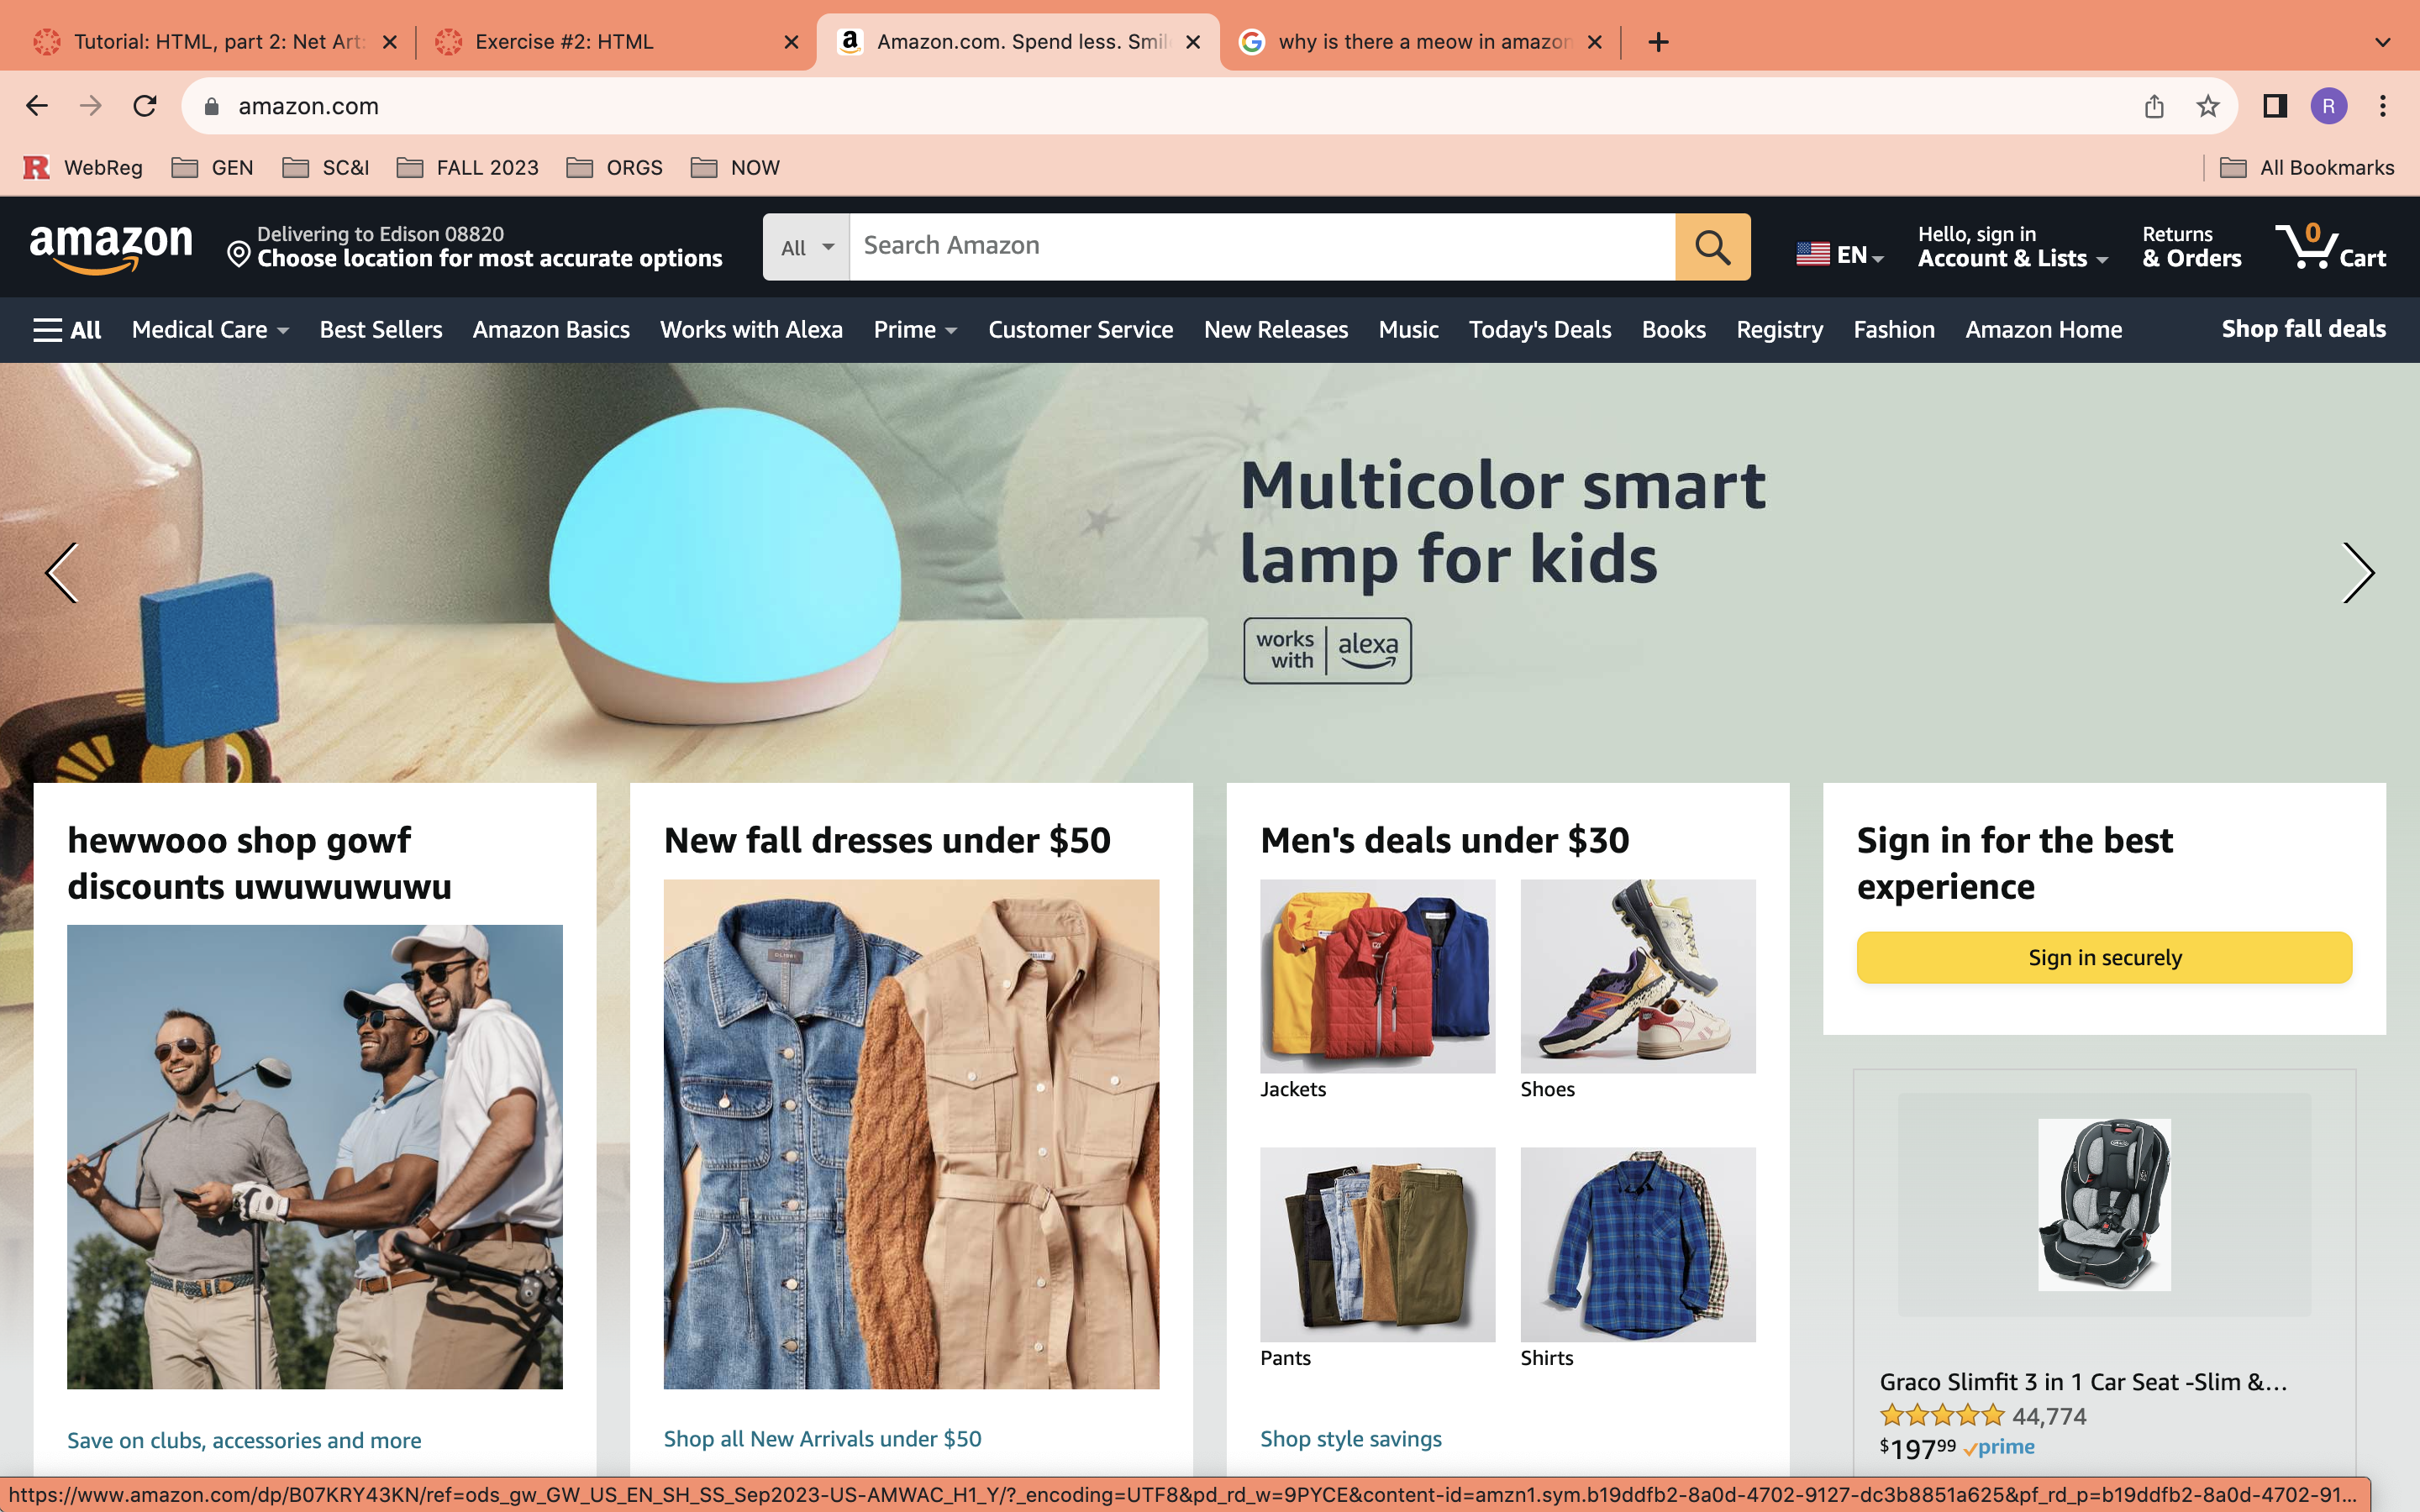 Tutorial: HTML, part 2: Net Art:
Exercise #2: HTML
Amazon.com. Spend less. Smil
why is there a meow in amazon
amazon.com
R
WebReg
GEN
SC&I
FALL 2023
ORGS
NOW
All Bookmarks
amazon
Delivering to Edison 08820
Choose location for most accurate options
All
Search Amazon
EN
Hello, sign in
Account & Lists
Returns
& Orders
0
Cart
All
Medical Care
Best Sellers
Amazon Basics
Works with Alexa
Prime
Customer Service
New Releases
Music
Today's Deals
Books
Registry
Fashion
Amazon Home
Shop fall deals
Multicolor smart
lamp for kids
works
with
alexa
hewwooo shop gowf
discounts uwuwuwuwu
Save on clubs, accessories and more
New fall dresses under $50
Shop all New Arrivals under $50
Men's deals under $30
Jackets
Shoes
Pants
Shirts
Shop style savings
Sign in for the best
experience
Sign in securely
Graco Slimfit 3 in 1 Car Seat -Slim &...
44,774
$197.99 prime
https://www.amazon.com/dp/B07KRY43KN/ref=ods_gw_GW_US_EN_SH_SS_Sep2023-US-AMWAC_H1_Y/?_encoding=UTF8&pd_rd_w=9PYCE&content-id=amzn1.sym.b19ddfb2-8a0d-4702-9127-dc3b8851a625&pf_rd_p=b19ddfb2-8a0d-4702-91...